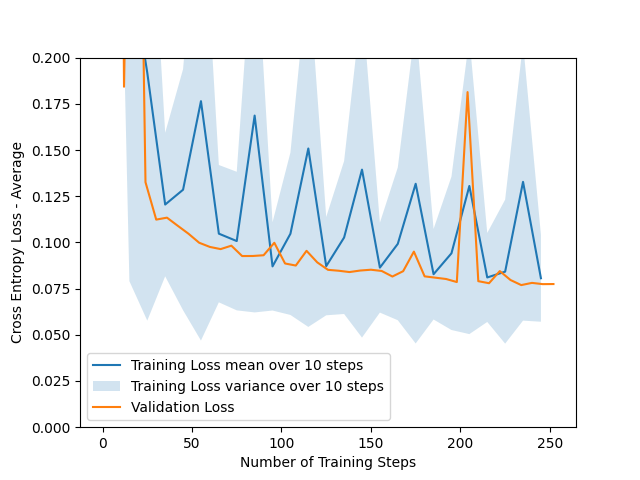 0.200
0.175
0.150
0.125
0.100
0.075
0.050
0.025
0.000
Cross Entropy Loss - Average
Training Loss mean over 10 steps
Training Loss variance over 10 steps
Validation Loss
0 50 100 150 200 250
Number of Training Steps